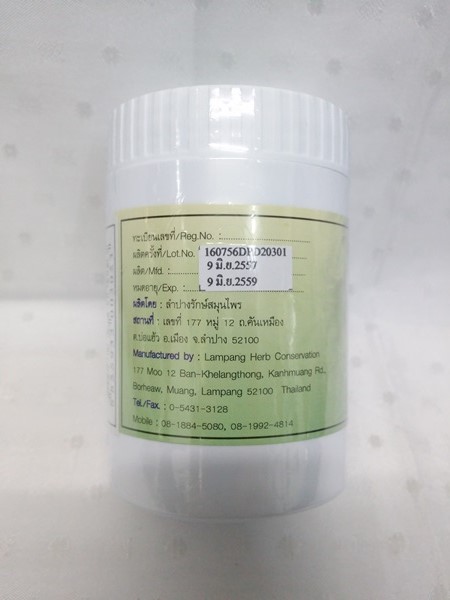 ทะเบียนเลขที่/Reg.No. :
ผลิตครั้งที่/Lot.No. : 160756DPD20301
ผลิต/Mfd. : 9 มิ.ย.2557
หมดอายุ/Exp. : 9 มิ.ย.2559
ผลิตโดย : ลำปางรักษ์สมุนไพร
สถานที่ : เลขที่ 177 หมู่ 12 ถ.คันเหมือง
ต.บ่อแฮ้ว อ.เมือง จ.ลำปาง 52100
Manufactured by : Lampang Herb Conservation
177 Moo 12 Ban-Khelangthong, Kanhmuang Rd.,
Borheaw, Muang, Lampang 52100 Thailand
Tel./Fax. : 0-5431-3128
Mobile : 08-1884-5080, 08-1992-4814